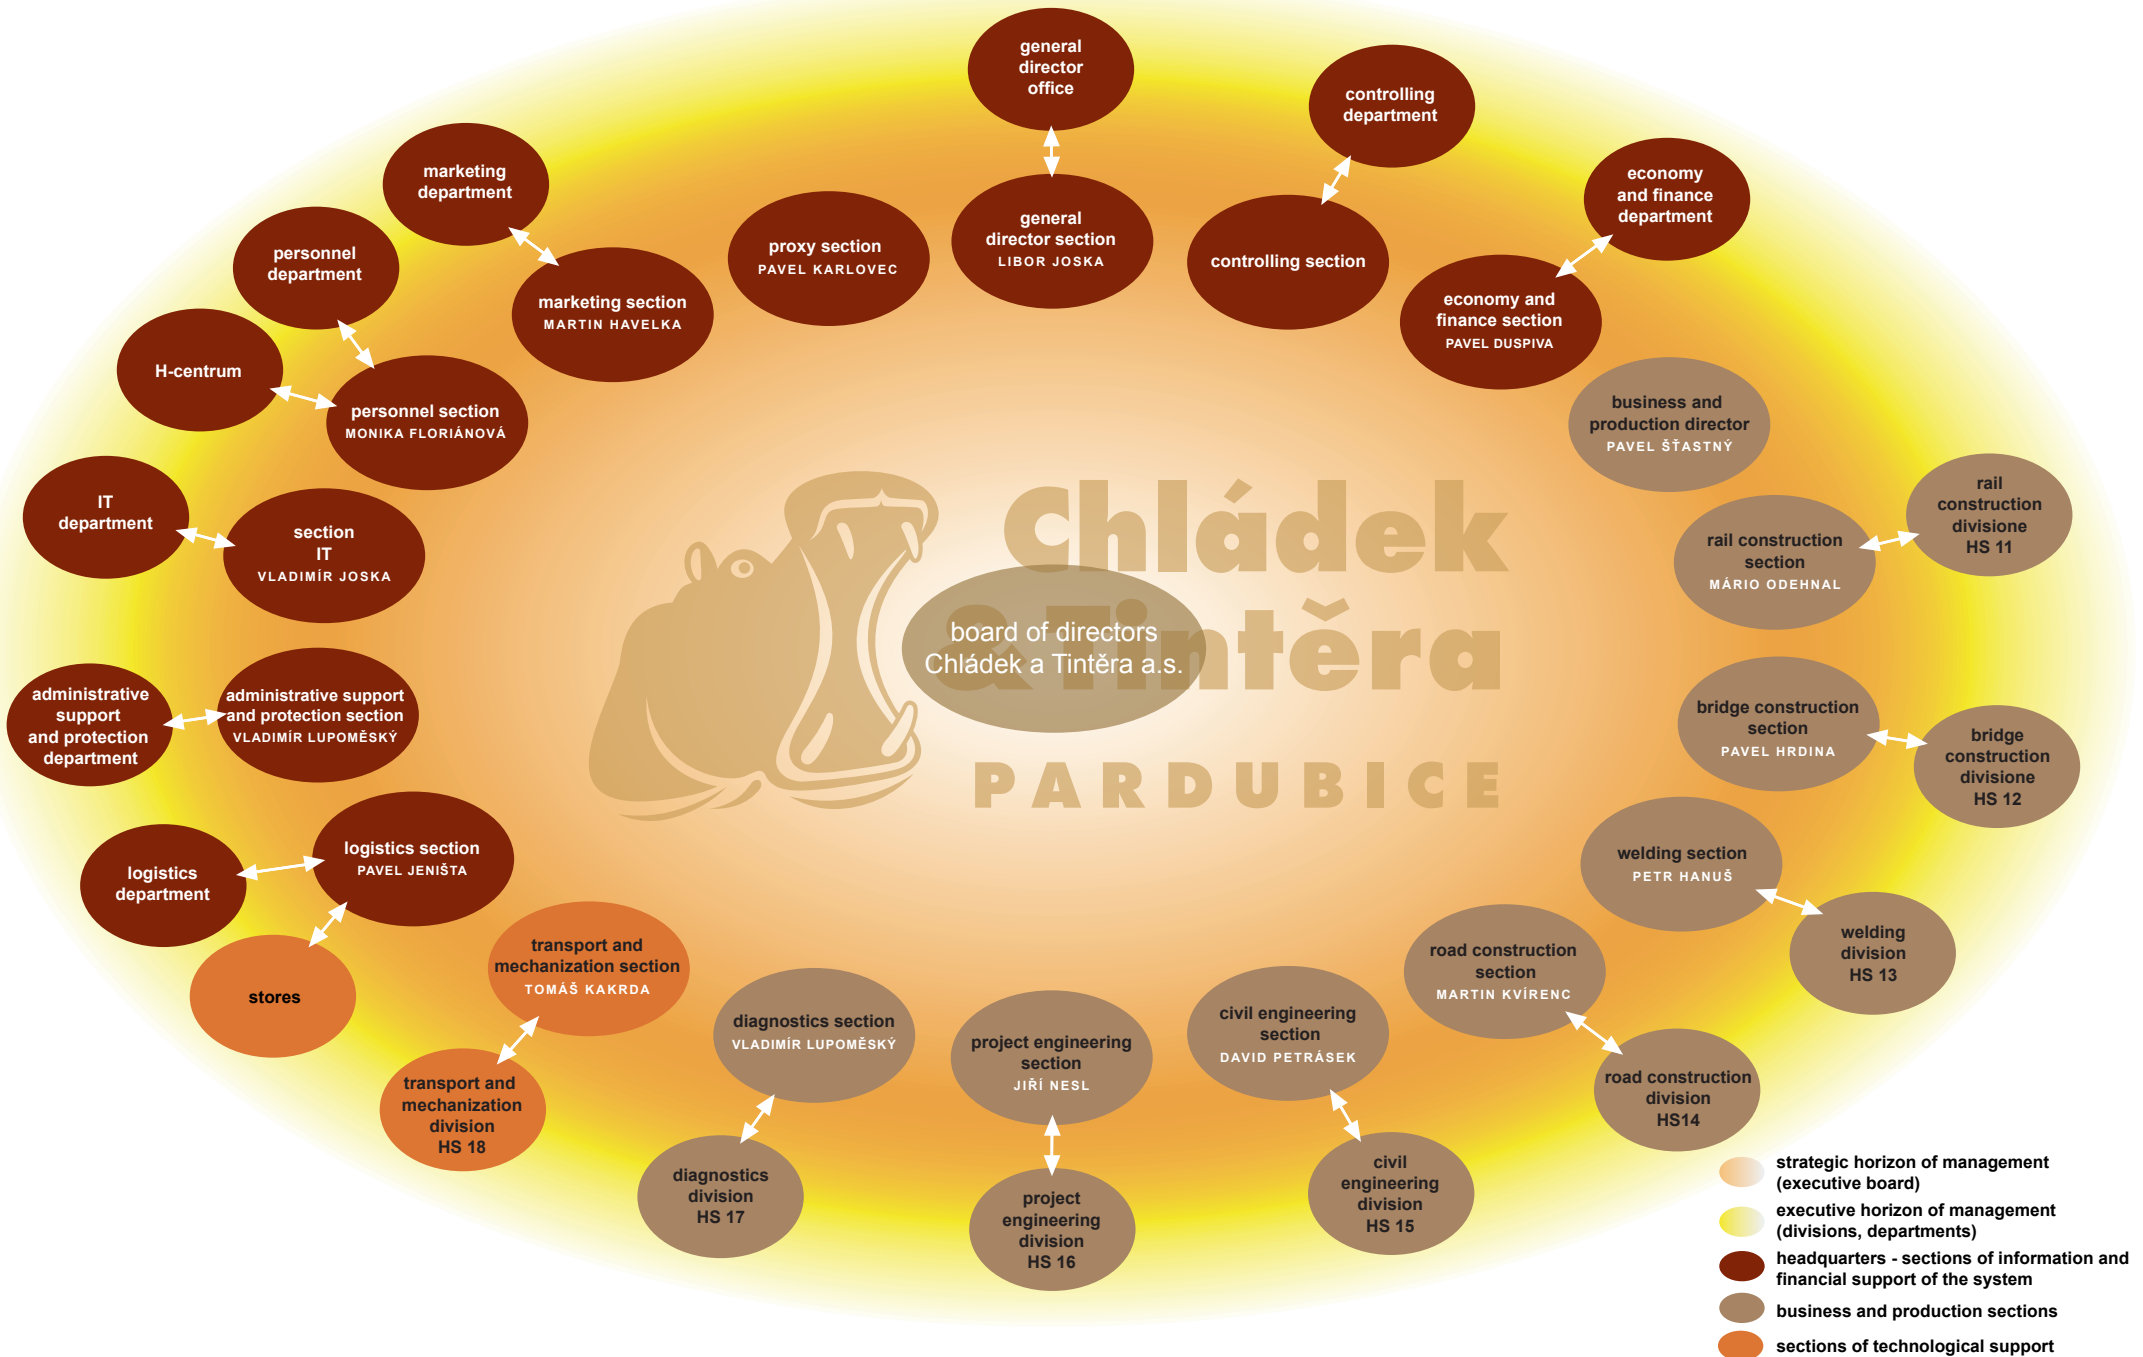 general
director
office
controlling
department
economy
and finance
department
marketing
department
personnel
department
H-centrum
IT
department
administrative
support
and protection
department
logistics
department
stores
proxy section
PAVEL KARLOVEC
general
director section
LIBOR JOSKA
controlling section
economy and
finance section
PAVEL DUSPIVA
marketing section
MARTIN HAVELKA
personnel section
MONIKA FLORIÁNOVÁ
section
IT
VLADIMÍR JOSKA
administrative support
and protection section
VLADIMÍR LUPOMĚSKÝ
logistics section
PAVEL JENIŠTA
transport and
mechanization section
TOMÁŠ KAKRDA
transport and
mechanization
division
HS 18
business and
production director
PAVEL ŠŤASTNÝ
rail construction
section
MÁRIO ODEHNAL
rail
construction
divisione
HS 11
bridge construction
section
PAVEL HRDINA
bridge
construction
divisione
HS 12
welding section
PETR HANUŠ
welding
division
HS 13
road construction
section
MARTIN KVÍRENC
road construction
division
HS14
civil engineering
section
DAVID PETRÁSEK
civil
engineering
division
HS 15
project engineering
section
JIŘÍ NESL
project
engineering
division
HS 16
diagnostics section
VLADIMÍR LUPOMĚSKÝ
diagnostics
division
HS 17
Chládek
& Tintěra
PARDUBICE
board of directors
Chládek a Tintěra a.s.
strategic horizon of management
(executive board)
executive horizon of management
(divisions, departments)
headquarters - sections of information and
financial support of the system
business and production sections
sections of technological support